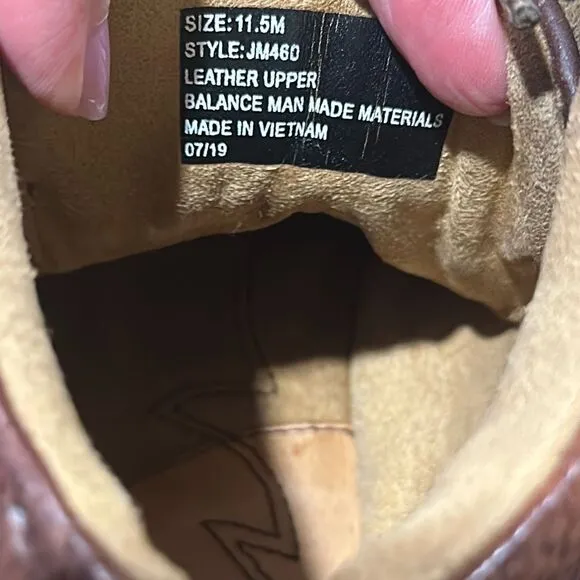 SIZE: 11.5M
STYLE: JM460
LEATHER UPPER
BALANCE MAN MADE MATERIALS
MADE IN VIETNAM
07/19